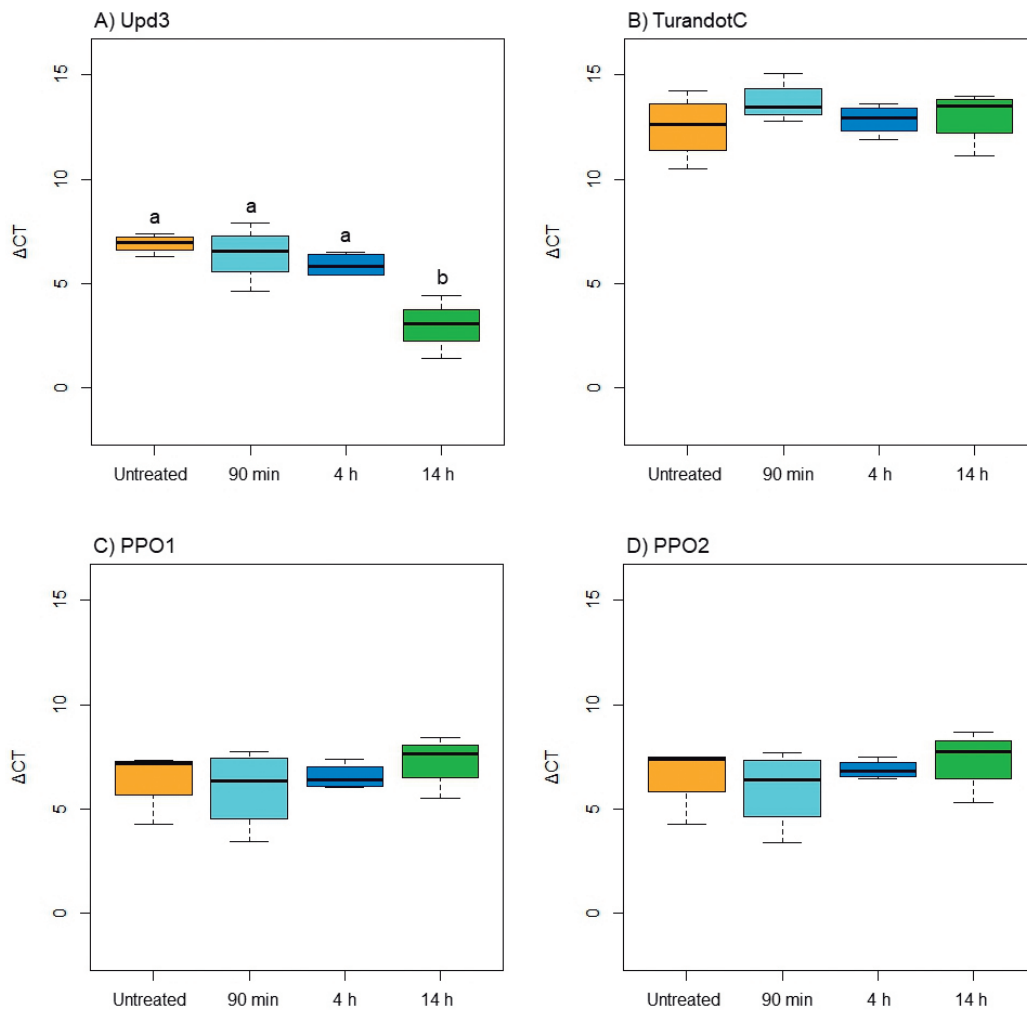 A) Upd3
15
10
5
0
ΔCT
a
a
a
b
Untreated 90 min 4 h 14 h
B) TurandotC
15
10
5
0
ΔCT
Untreated 90 min 4 h 14 h
C) PPO1
15
10
5
0
ΔCT
Untreated 90 min 4 h 14 h
D) PPO2
15
10
5
0
ΔCT
Untreated 90 min 4 h 14 h